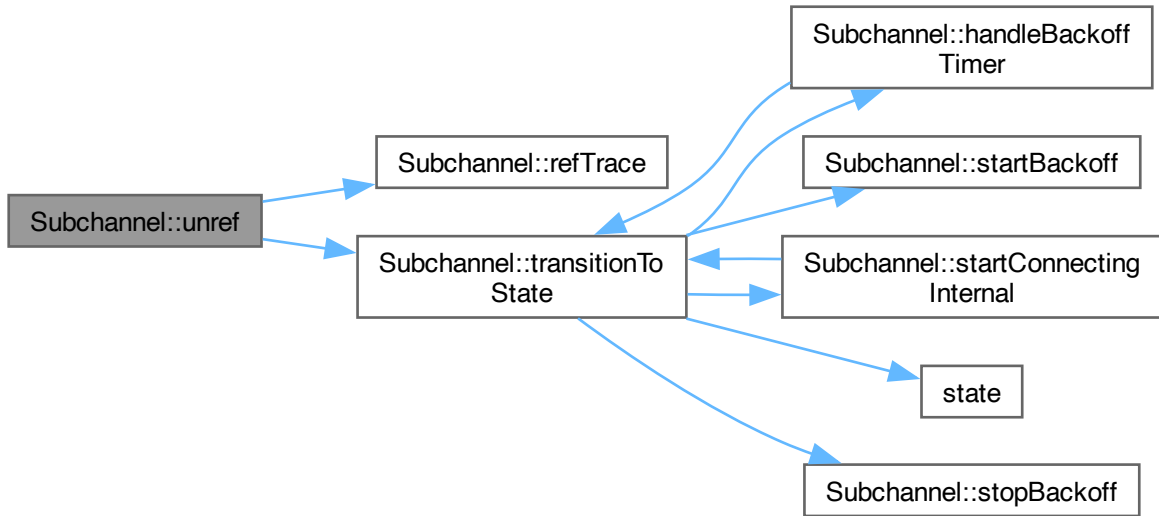 Subchannel::handleBackoff
Timer
Subchannel::refTrace
Subchannel::startBackoff
Subchannel::unref
Subchannel::transitionTo
State
Subchannel::startConnecting
Internal
state
Subchannel::stopBackoff